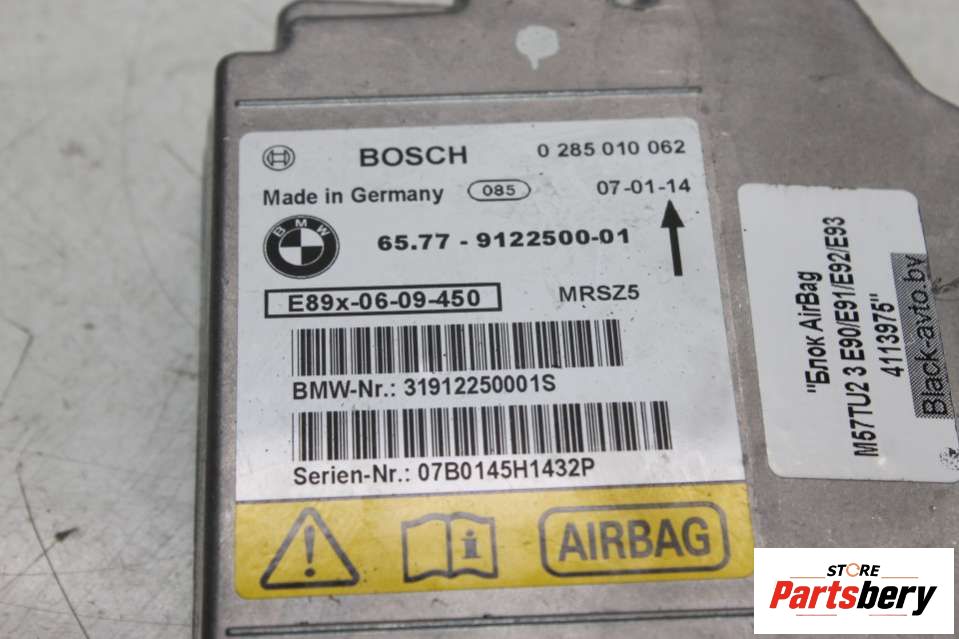 BOSCH 0 285 010 062
Made in Germany 085 07-01-14
BMW 65.77 - 9122500-01
E89x-06-09-450 MRSZ5
BMW-Nr.: 31912250001S
Serien-Nr.: 07B0145H1432P
AIRBAG
"Блок AirBag
M57TU2 3 E90/E91/E92/E93
4113975"
Black-avto.by
STORE
Partsbery